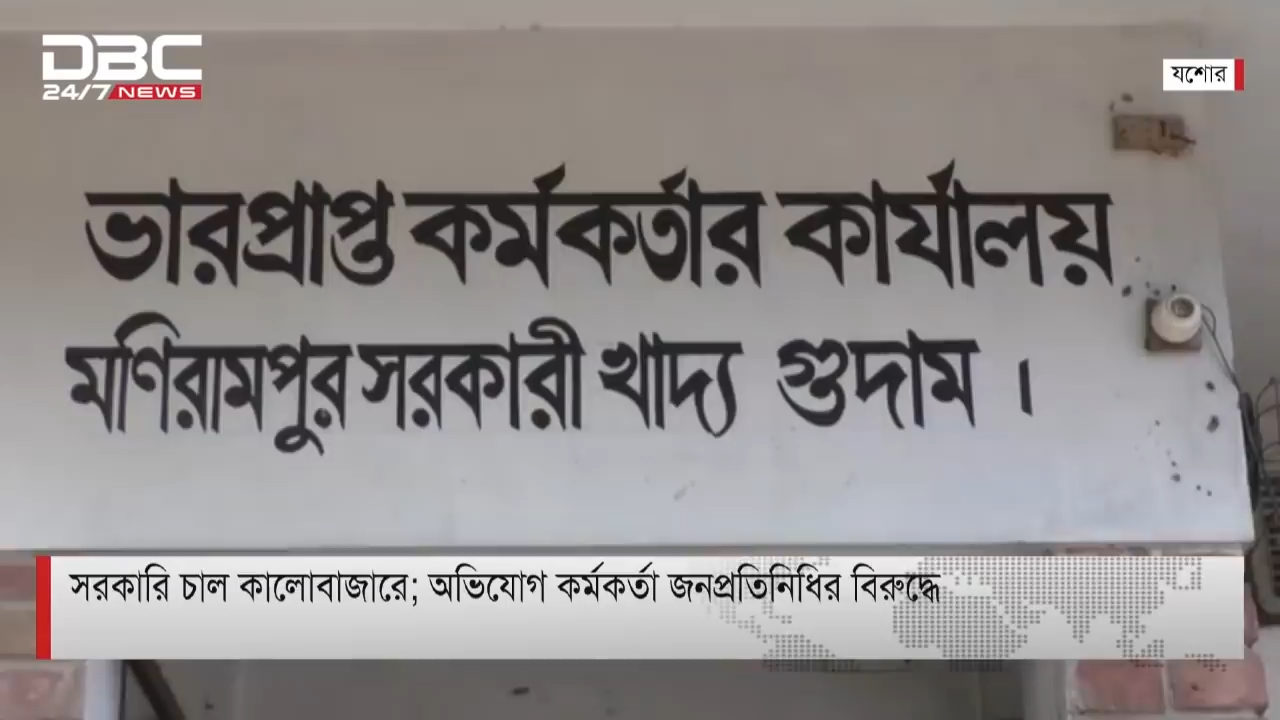 DBC
24/7 NEWS
যশোর
ভারপ্রাপ্ত কর্মকর্তার কার্যালয়
মণিরামপুর সরকারী খাদ্য গুদাম ।
সরকারি চাল কালোবাজারে; অভিযোগ কর্মকর্তা জনপ্রতিনিধির বিরুদ্ধে